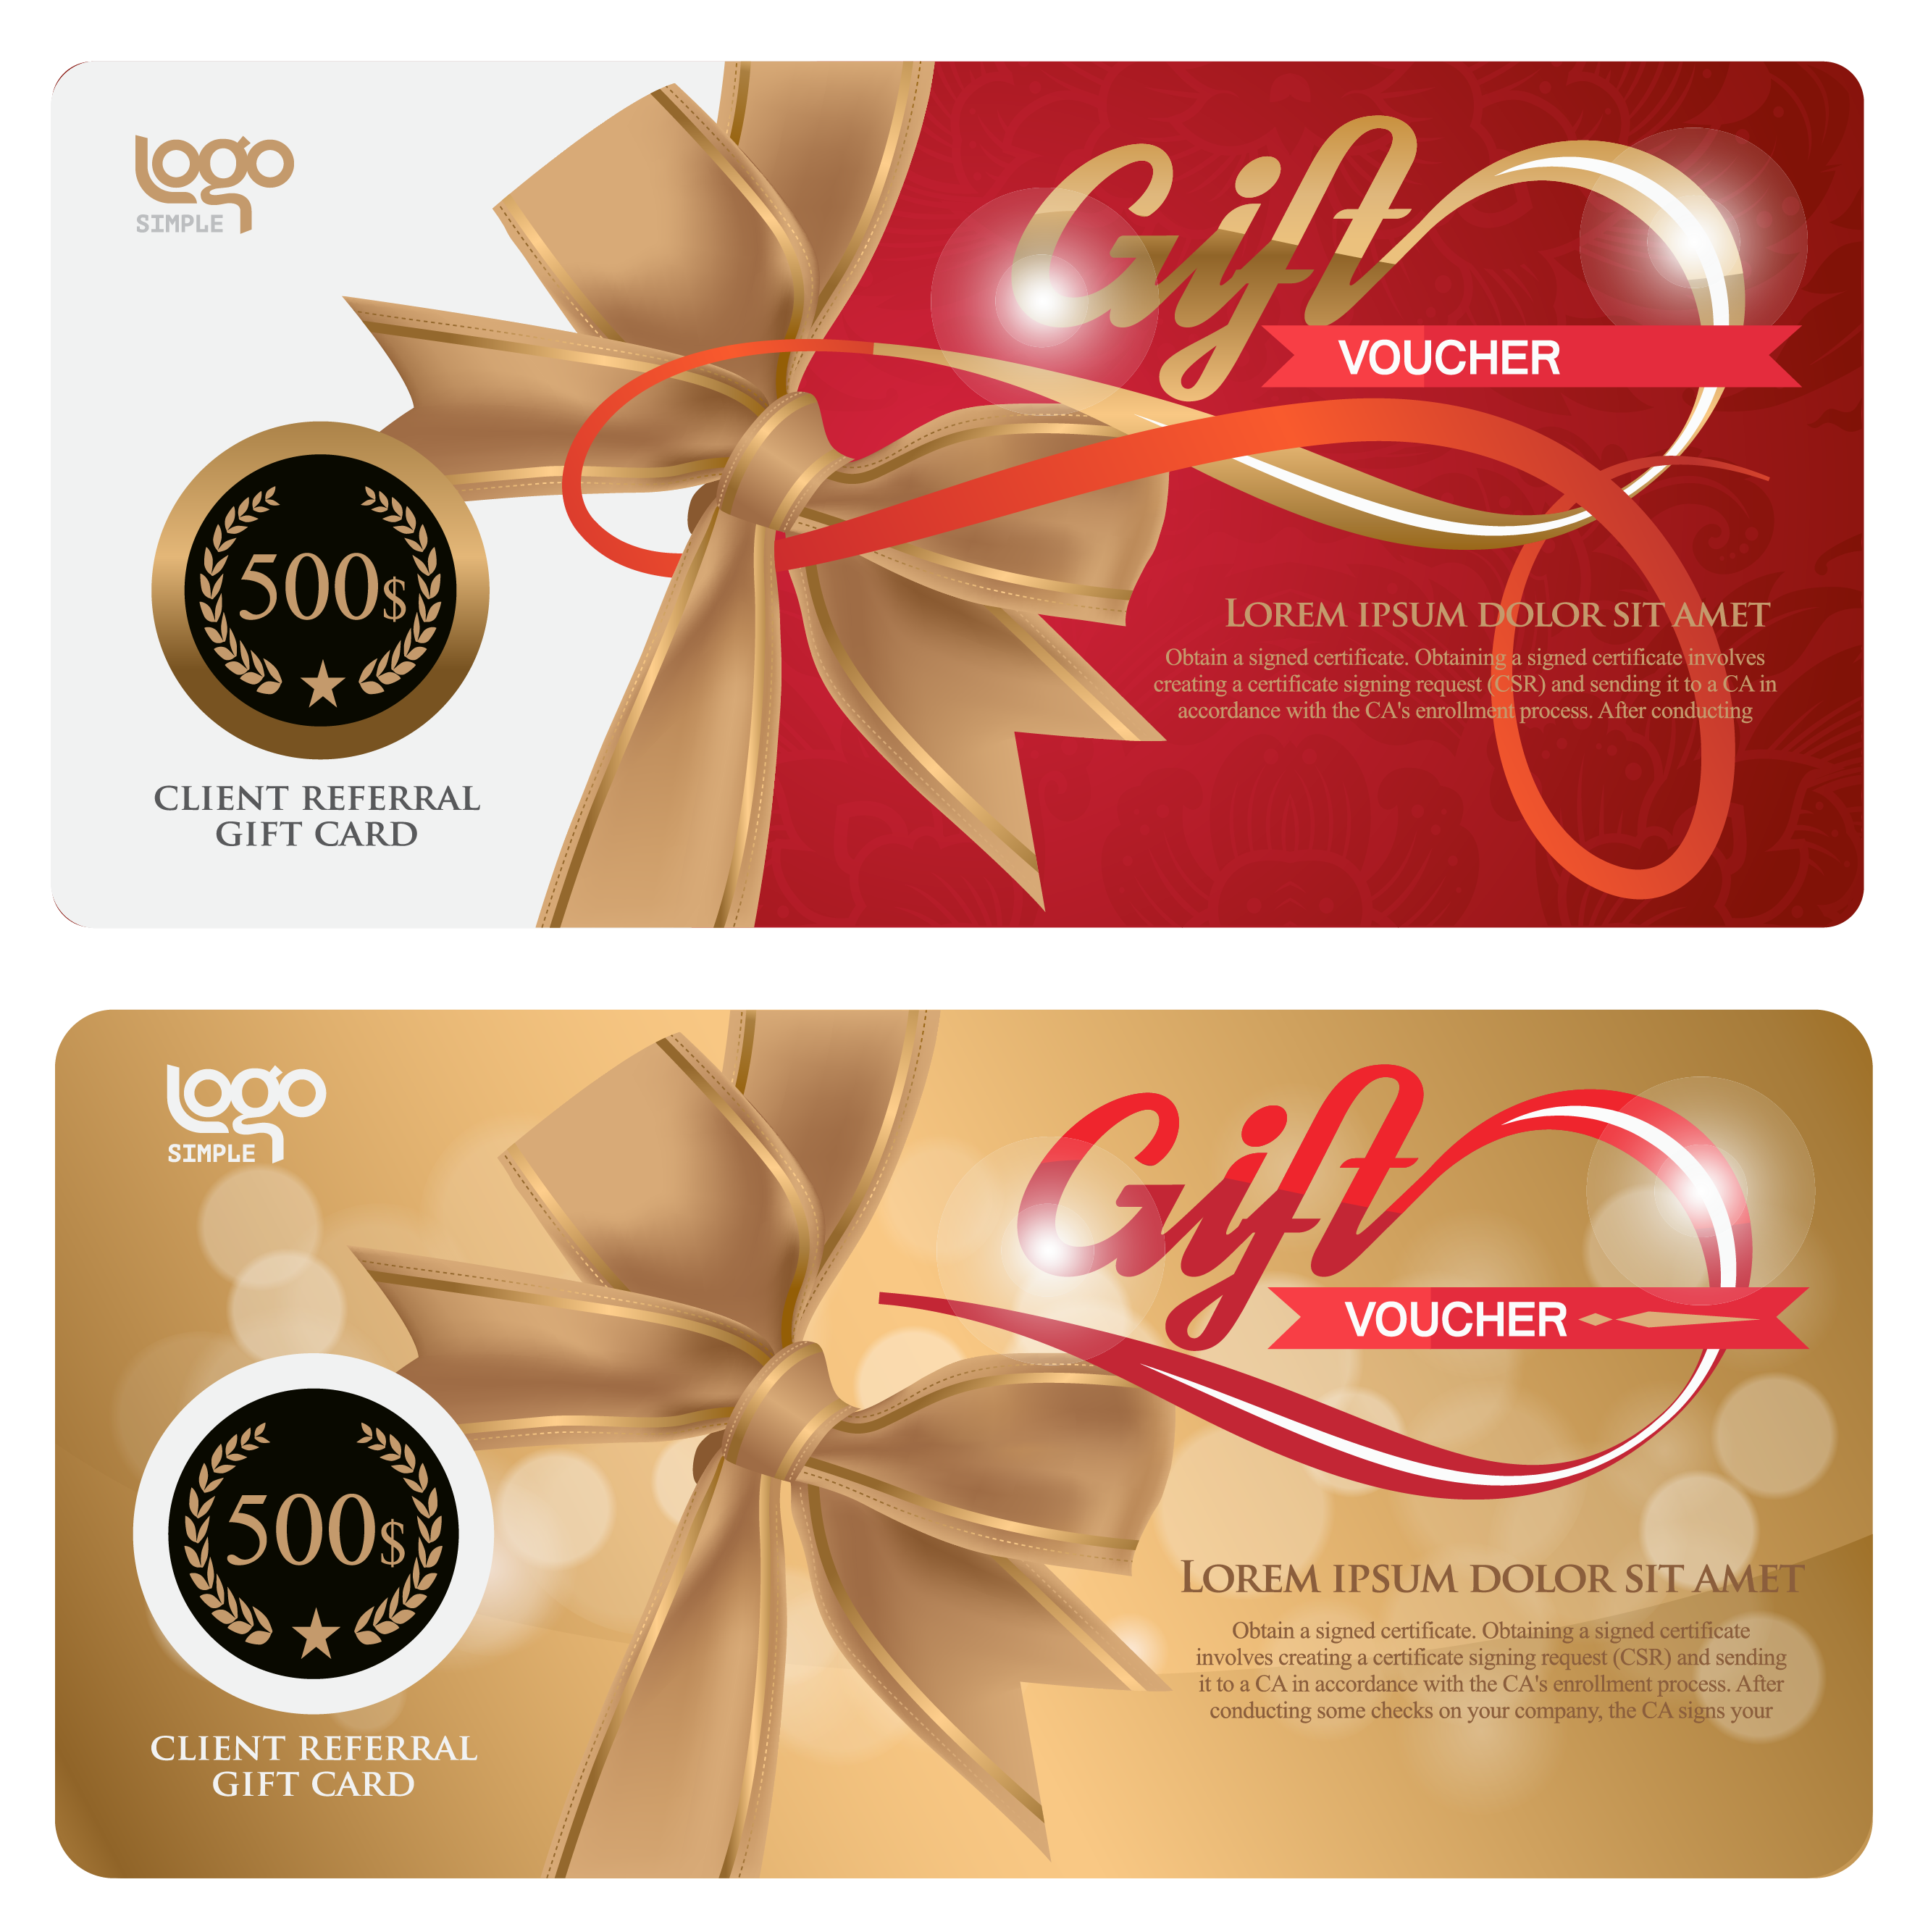 Logo
SIMPLE
Gift
VOUCHER
500$
LOREM IPSUM DOLOR SIT AMET
Obtain a signed certificate. Obtaining a signed certificate involves
creating a certificate signing request (CSR) and sending it to a CA in
accordance with the CA's enrollment process. After conducting
CLIENT REFERRAL
GIFT CARD
Logo
SIMPLE
Gift
VOUCHER
500$
LOREM IPSUM DOLOR SIT AMET
Obtain a signed certificate. Obtaining a signed certificate
involves creating a certificate signing request (CSR) and sending
it to a CA in accordance with the CA's enrollment process. After
conducting some checks on your company, the CA signs your
CLIENT REFERRAL
GIFT CARD